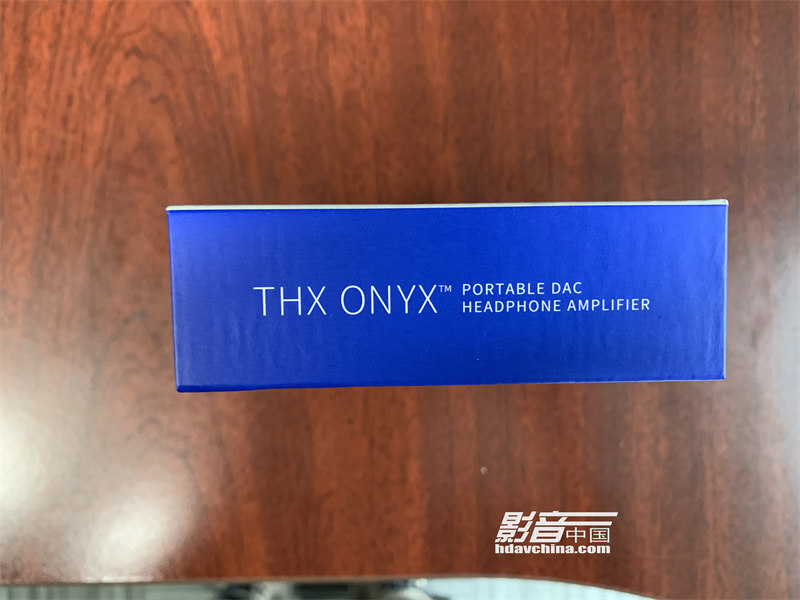 THX ONYX™ PORTABLE DAC
HEADPHONE AMPLIFIER
影音中国
hdavchina.com